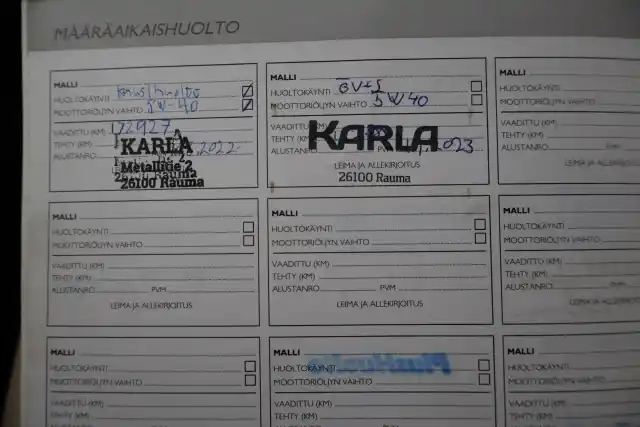 MÄÄRÄAIKAISHUOLTO
MALLI
HUOLTOKÄYNTI
MOOTTORIÖLJYN VAIHTO 5W-40
VAADITTU (KM)
TEHTY (KM)
ALUSTANRO 2022
KARLA
Metallitie 2
26100 Rauma
MALLI
HUOLTOKÄYNTI
MOOTTORIÖLJYN VAIHTO 5W40
VAADITTU (KM)
TEHTY (KM)
ALUSTANRO PVM 2023
KARLA
LEIMA JA ALLEKIRJOITUS
26100 Rauma
MALLI
HUOLTOKÄYNTI
MOOTTORIÖLJYN VAIHTO
VAADITTU (KM)
TEHTY (KM)
ALUSTANRO PVM
LEIMA JA
MALLI
HUOLTOKÄYNTI
MOOTTORIÖLJYN VAIHTO
VAADITTU (KM)
TEHTY (KM)
ALUSTANRO PVM
LEIMA JA ALLEKIRJOITUS
MALLI
HUOLTOKÄYNTI
MOOTTORIÖLJYN VAIHTO
VAADITTU (KM)
TEHTY (KM)
ALUSTANRO PVM
LEIMA JA ALLEKIRJOITUS
MALLI
HUOLTOKÄYNTI
MOOTTORIÖLJYN VAIHTO
VAADITTU (KM)
TEHTY (KM)
ALUSTANRO PVM
LEIMA JA
MALLI
HUOLTOKÄYNTI
MOOTTORIÖLJYN VAIHTO
VAADITTU (KM)
TEHTY (KM)
MALLI
HUOLTOKÄYNTI
MOOTTORIÖLJYN VAIHTO
VAADITTU (KM)
TEHTY (KM)
MALLI
HUOLTOKÄYNTI
MOOTTORIÖLJYN VAIHTO
VAADITTU (KM)
TEHTY (KM)